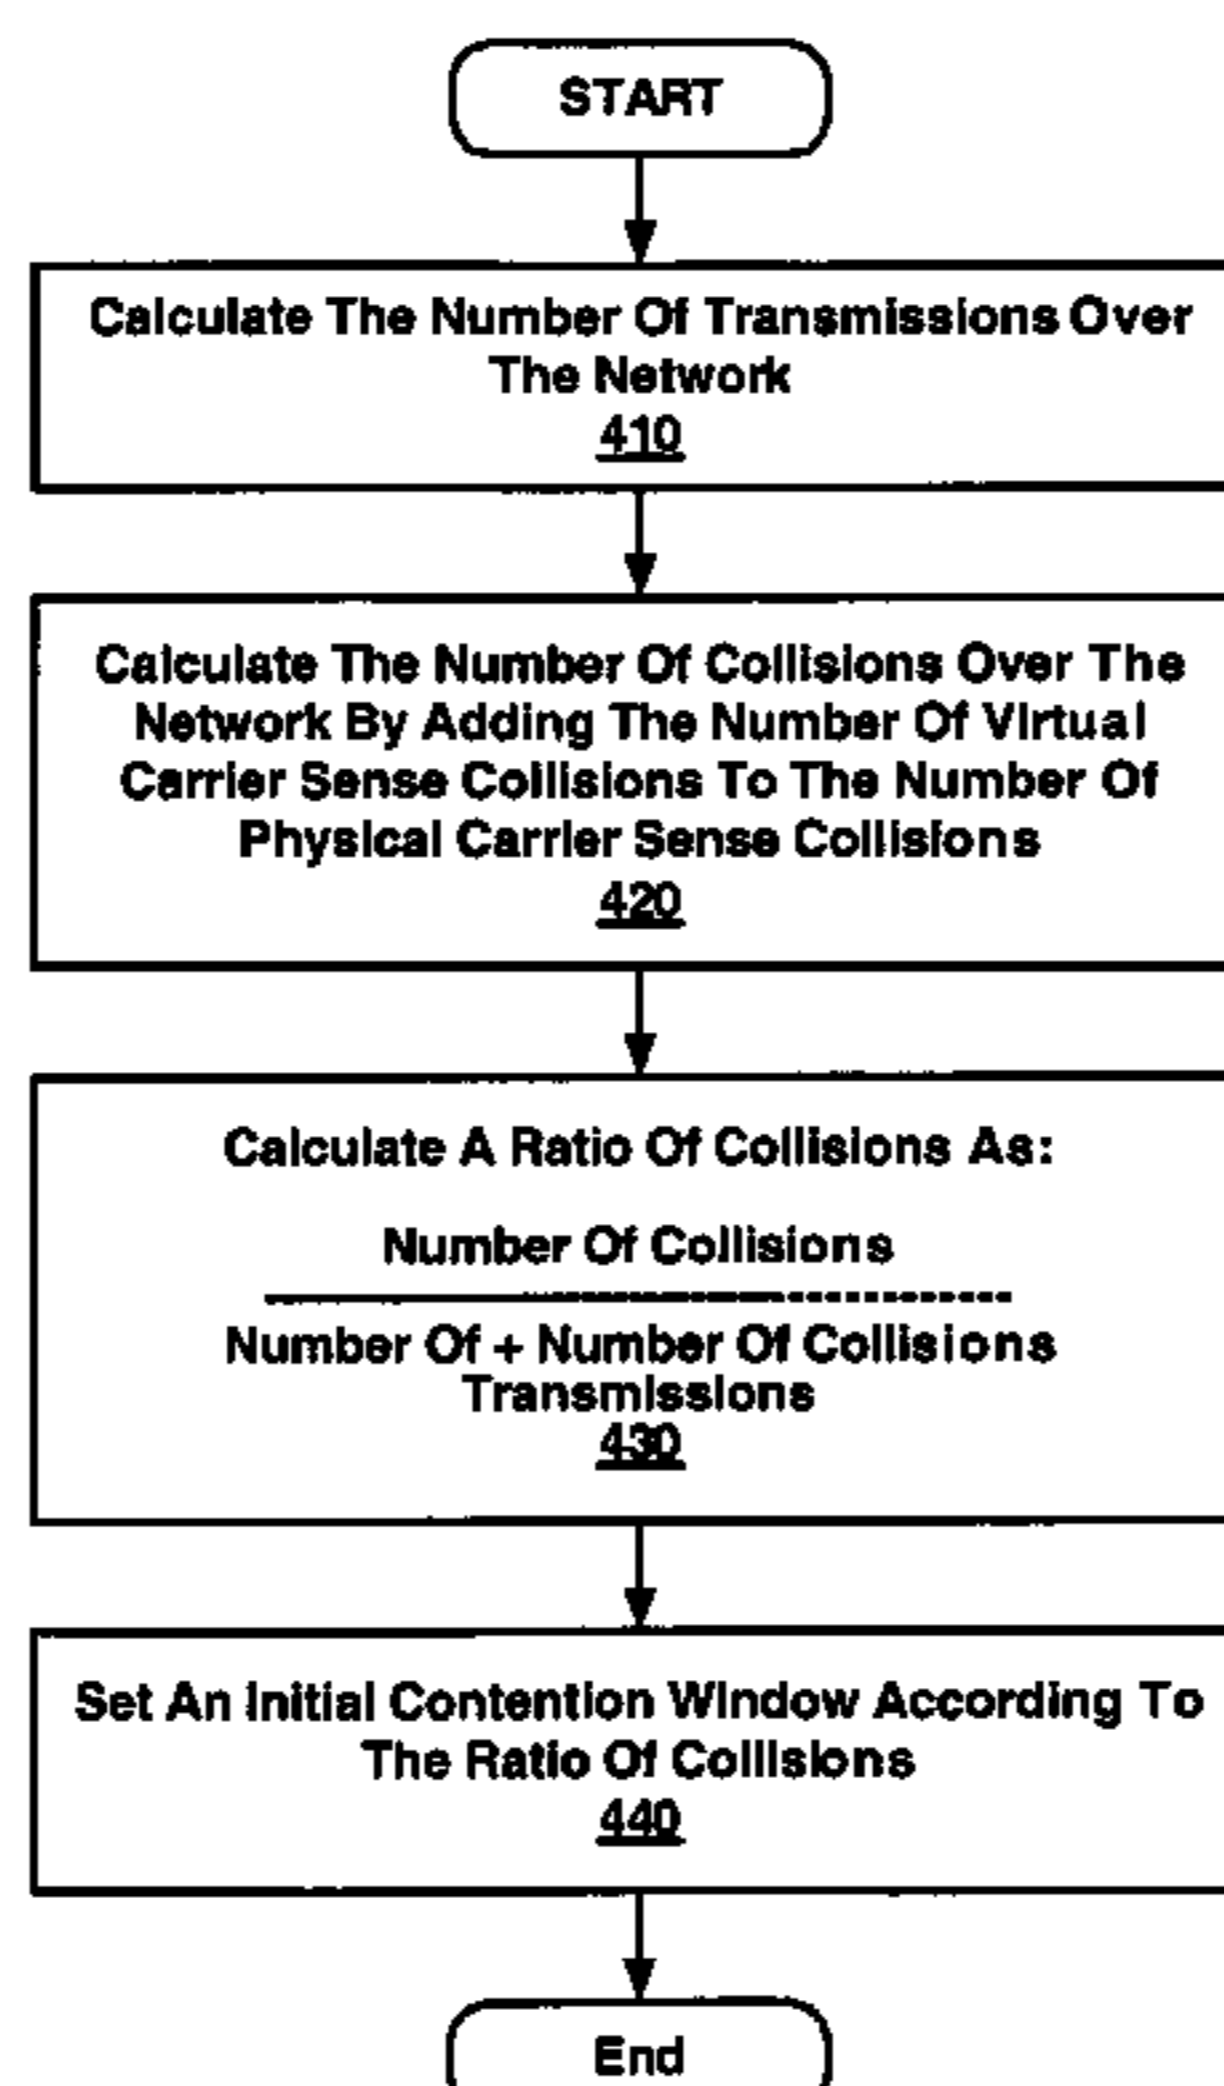 START
Calculate The Number Of Transmissions Over
The Network
410
Calculate The Number Of Collisions Over The
Network By Adding The Number Of Virtual
Carrier Sense Collisions To The Number Of
Physical Carrier Sense Collisions
420
Calculate A Ratio Of Collisions As:
Number Of Collisions
Number Of + Number Of Collisions
Transmissions
430
Set An Initial Contention Window According To
The Ratio Of Collisions
440
End